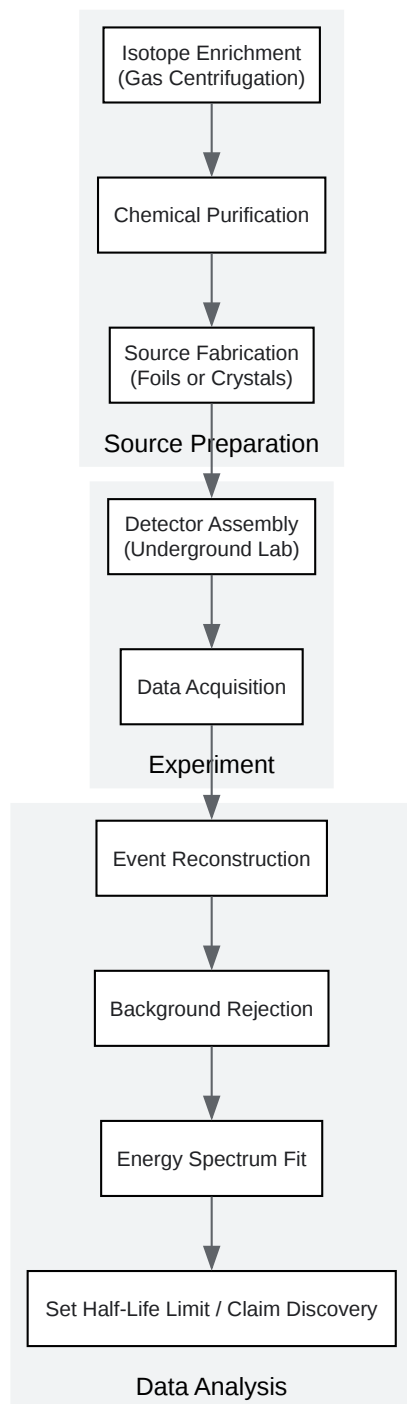 Isotope Enrichment
(Gas Centrifugation)
Chemical Purification
Source Fabrication
(Foils or Crystals)
Source Preparation
Detector Assembly
(Underground Lab)
Data Acquisition
Experiment
Event Reconstruction
Background Rejection
Energy Spectrum Fit
Set Half-Life Limit / Claim Discovery
Data Analysis